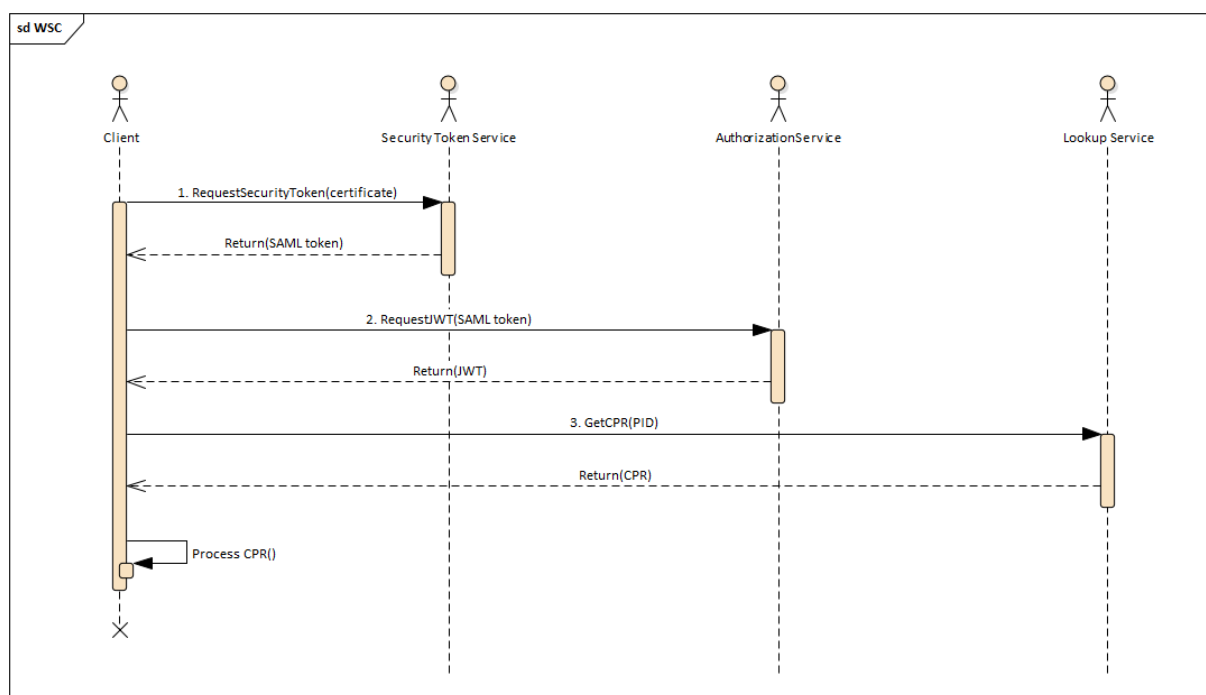 sd WSC
Client
Security Token Service
AuthorizationService
Lookup Service
1. RequestSecurityToken(certificate)
Return(SAML token)
2. RequestJWT(SAML token)
Return(JWT)
3. GetCPR(PID)
Return(CPR)
Process CPR()